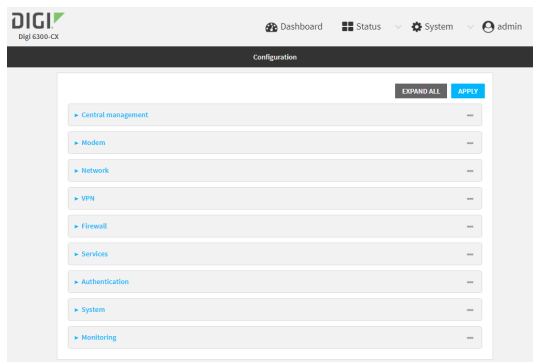 DIGI
Digi 6300-CX
Dashboard Status System admin
Configuration
EXPAND ALL APPLY
Central management
Modem
Network
VPN
Firewall
Services
Authentication
System
Monitoring